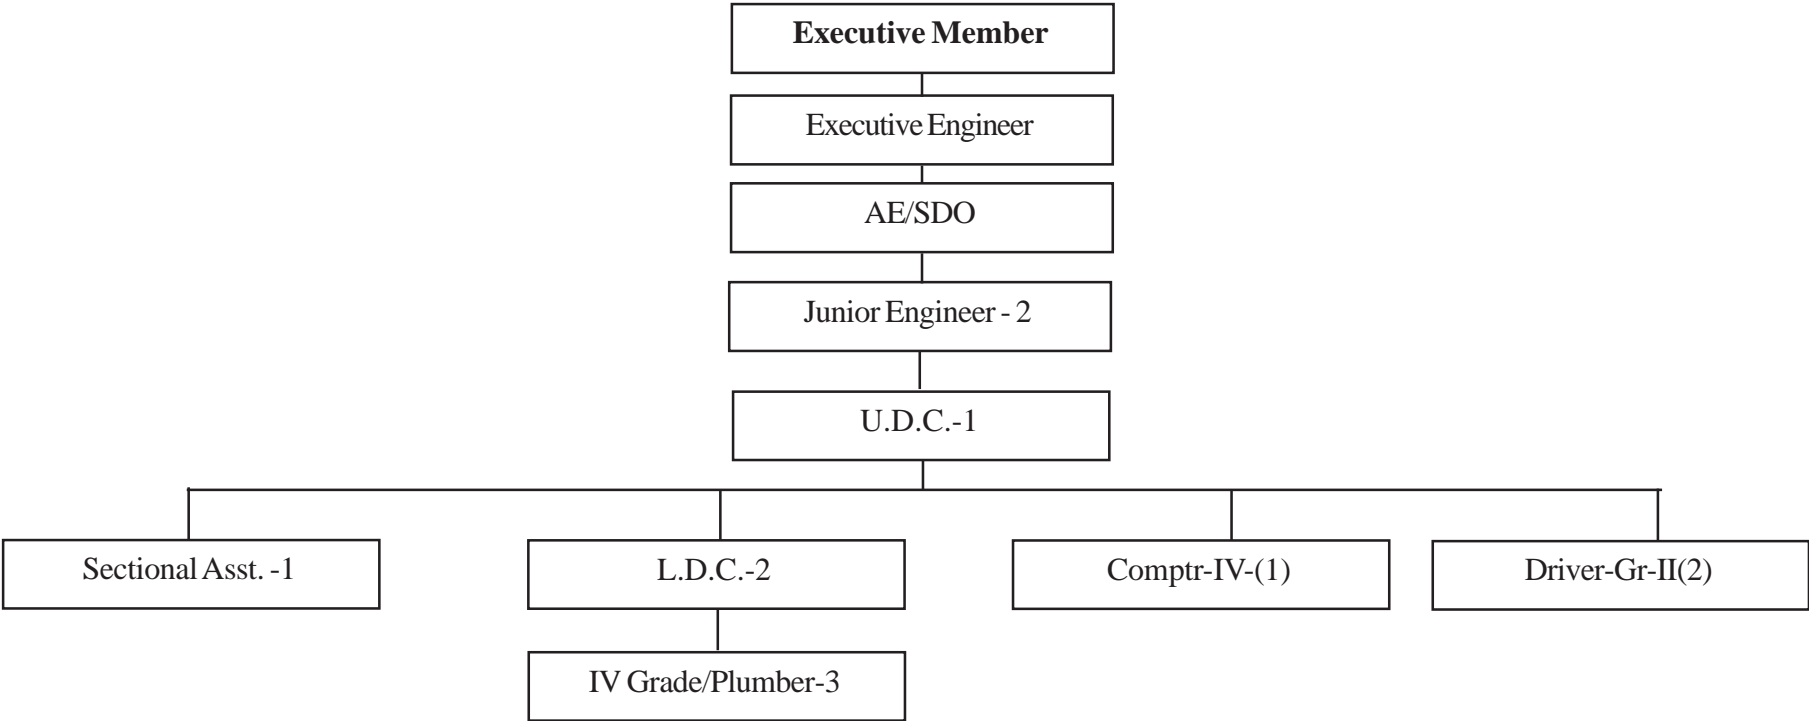 Executive Member
Executive Engineer
AE/SDO
Junior Engineer - 2
U.D.C.-1
Sectional Asst. -1
L.D.C.-2
Comptr-IV-(1)
Driver-Gr-II(2)
IV Grade/Plumber-3